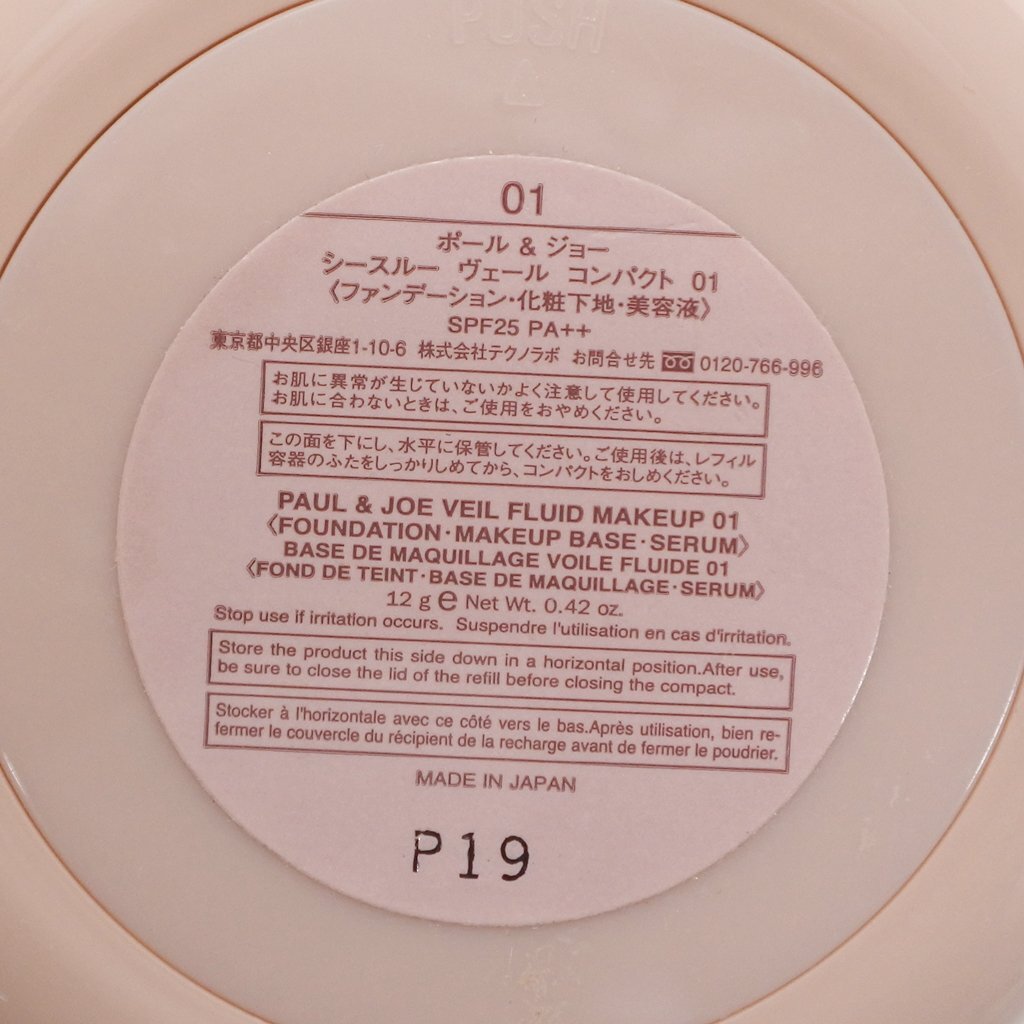 PUSH
01
ポール & ジョー
シースルー ヴェール コンパクト 01
〈ファンデーション・化粧下地・美容液〉
SPF25 PA++
東京都中央区銀座1-10-6 株式会社テクノラボ お問合せ先 0120-766-996
お肌に異常が生じていないかよく注意して使用してください。
お肌に合わないときは、ご使用をおやめください。
この面を下にし、水平に保管してください。ご使用後は、レフィル
容器のふたをしっかりしめてから、コンパクトをおしめください。
PAUL & JOE VEIL FLUID MAKEUP 01
〈FOUNDATION・MAKEUP BASE・SERUM〉
BASE DE MAQUILLAGE VOILE FLUIDE 01
〈FOND DE TEINT・BASE DE MAQUILLAGE・SERUM〉
12 g ℮ Net Wt. 0.42 oz.
Stop use if irritation occurs. Suspendre l'utilisation en cas d'irritation.
Store the product this side down in a horizontal position.After use,
be sure to close the lid of the refill before closing the compact.
Stocker à l'horizontale avec ce côté vers le bas.Après utilisation, bien re-
fermer le couvercle du récipient de la recharge avant de fermer le poudrier.
MADE IN JAPAN
P19